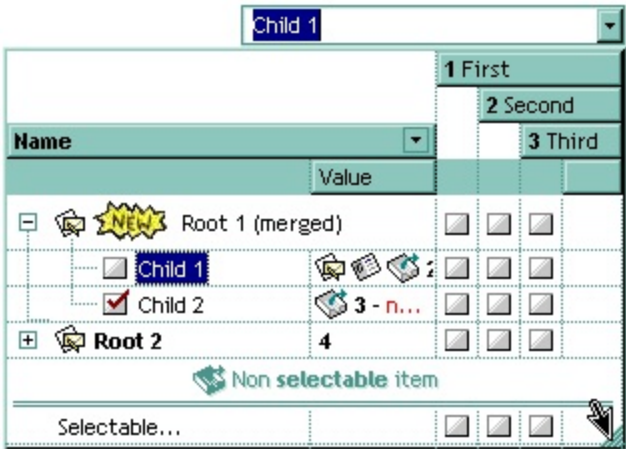 Child 1
1 First
2 Second
Name 3 Third
Value
NEW Root 1 (merged)
Child 1
Child 2 3 - n...
Root 2 4
Non selectable item
Selectable...